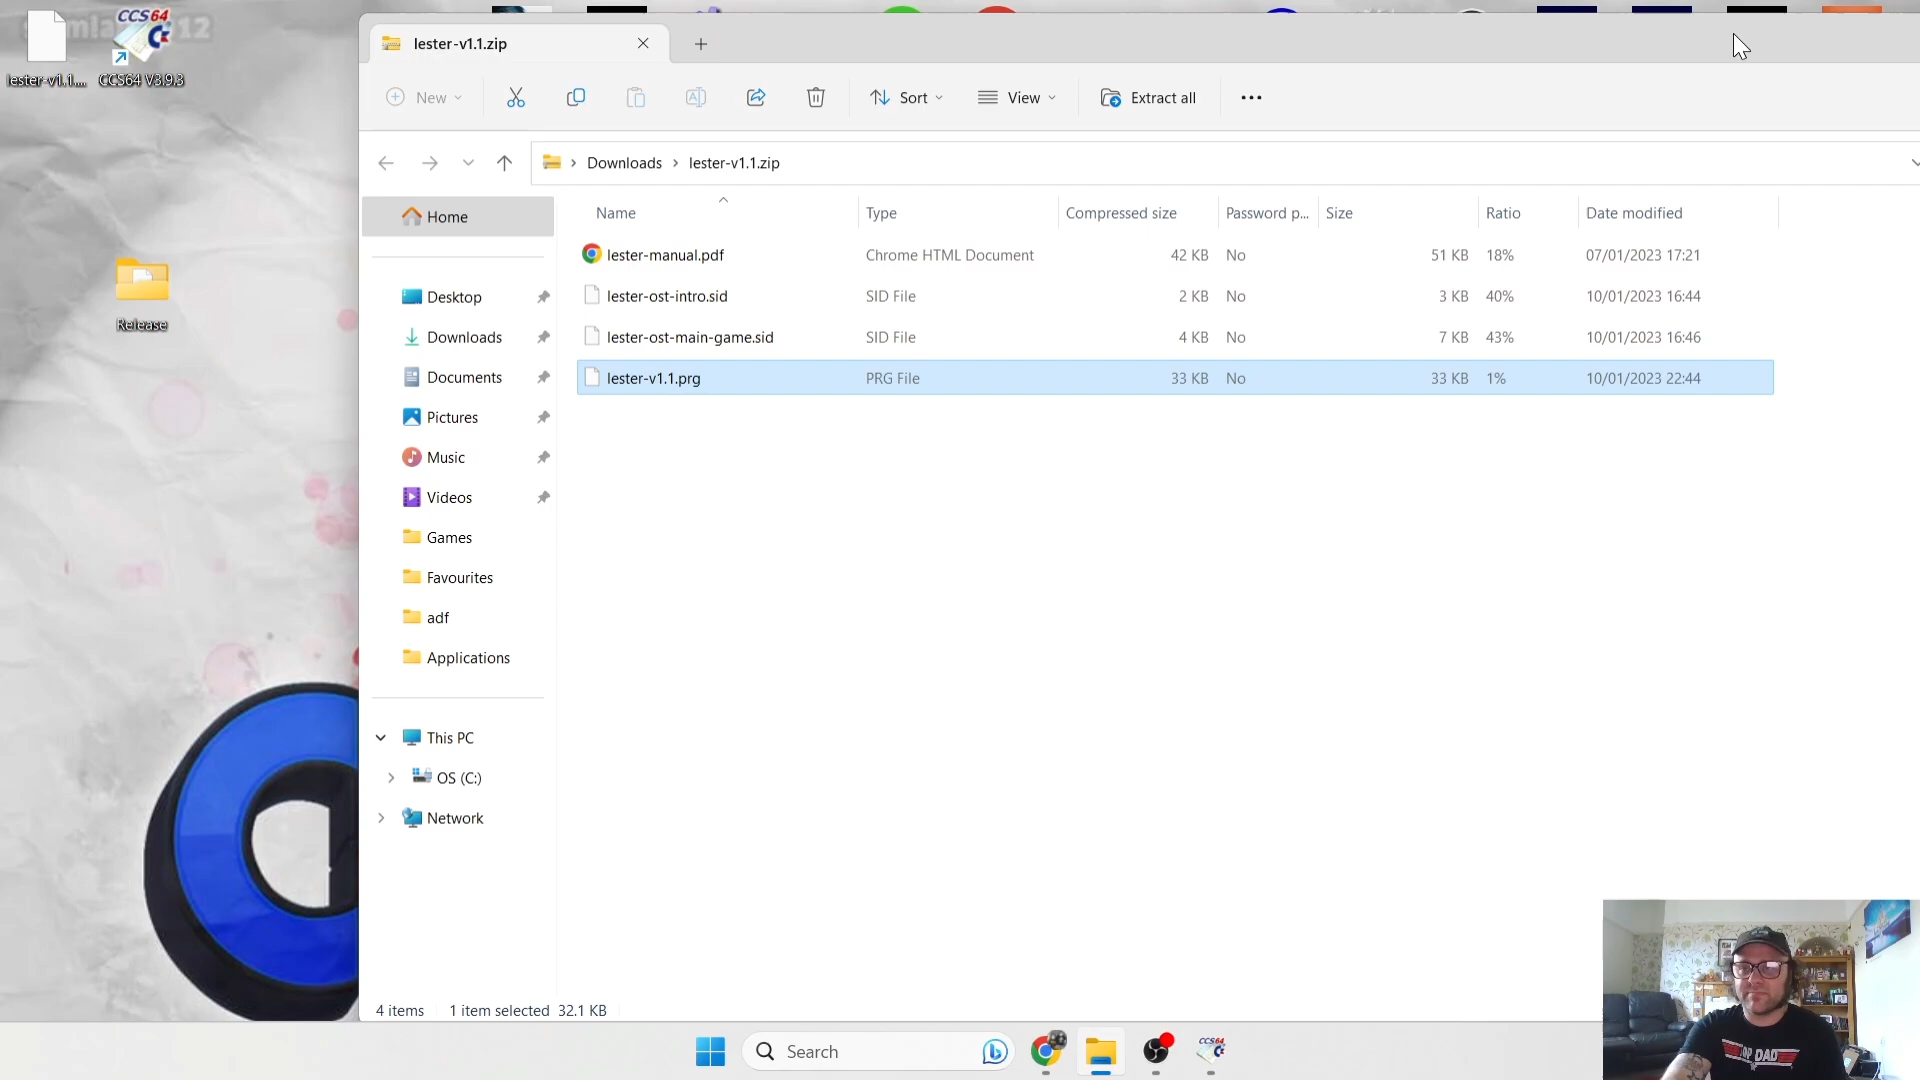 CCS64
lester-v1.1....
CCS64 V3.9.3
Release
lester-v1.1.zip
New
Sort
View
Extract all
Downloads
lester-v1.1.zip
Home
Desktop
Downloads
Documents
Pictures
Music
Videos
Games
Favourites
adf
Applications
This PC
OS (C:)
Network
Name Type Compressed size Password p... Size Ratio Date modified
lester-manual.pdf Chrome HTML Document 42 KB No 51 KB 18% 07/01/2023 17:21
lester-ost-intro.sid SID File 2 KB No 3 KB 40% 10/01/2023 16:44
lester-ost-main-game.sid SID File 4 KB No 7 KB 43% 10/01/2023 16:46
lester-v1.1.prg PRG File 33 KB No 33 KB 1% 10/01/2023 22:44
4 items 1 item selected 32.1 KB
Search
CCS64
TOP DAD